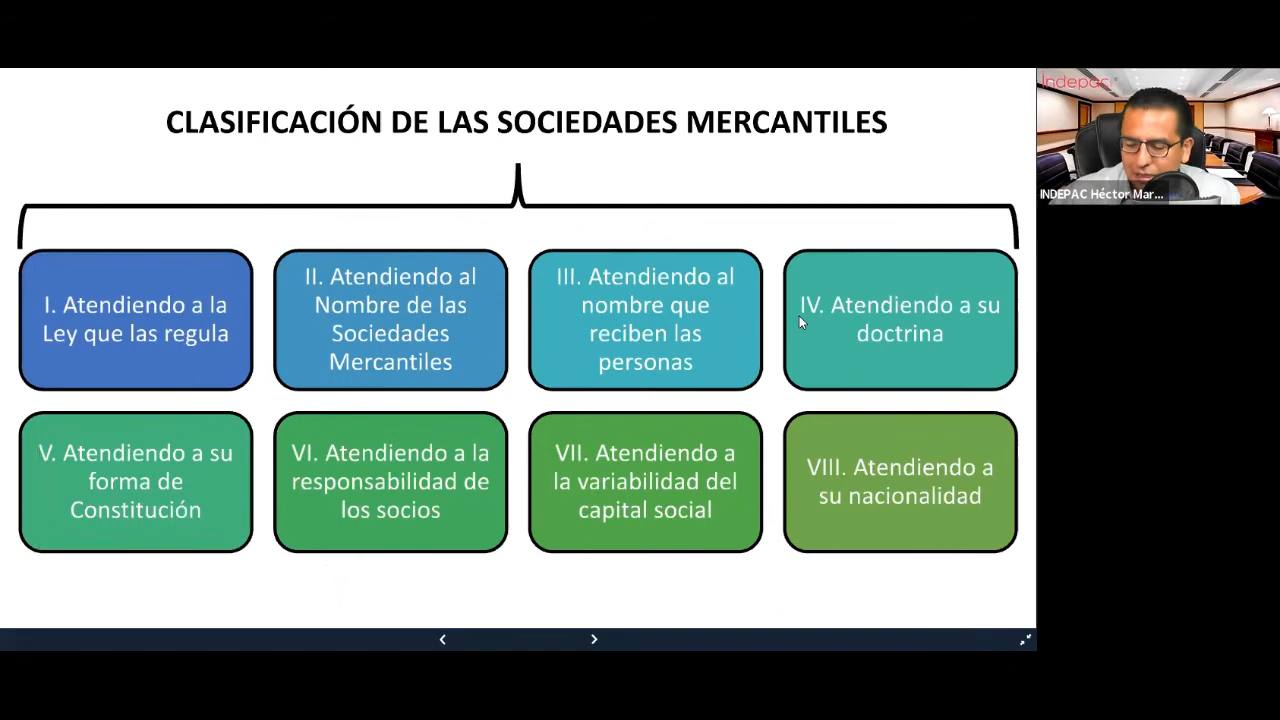 CLASIFICACIÓN DE LAS SOCIEDADES MERCANTILES
I. Atendiendo a la
Ley que las regula
II. Atendiendo al
Nombre de las
Sociedades
Mercantiles
III. Atendiendo al
nombre que
reciben las
personas
IV. Atendiendo a su
doctrina
V. Atendiendo a su
forma de
Constitución
VI. Atendiendo a la
responsabilidad de
los socios
VII. Atendiendo a
la variabilidad del
capital social
VIII. Atendiendo a
su nacionalidad
Indepac
INDEPAC Héctor Mar...